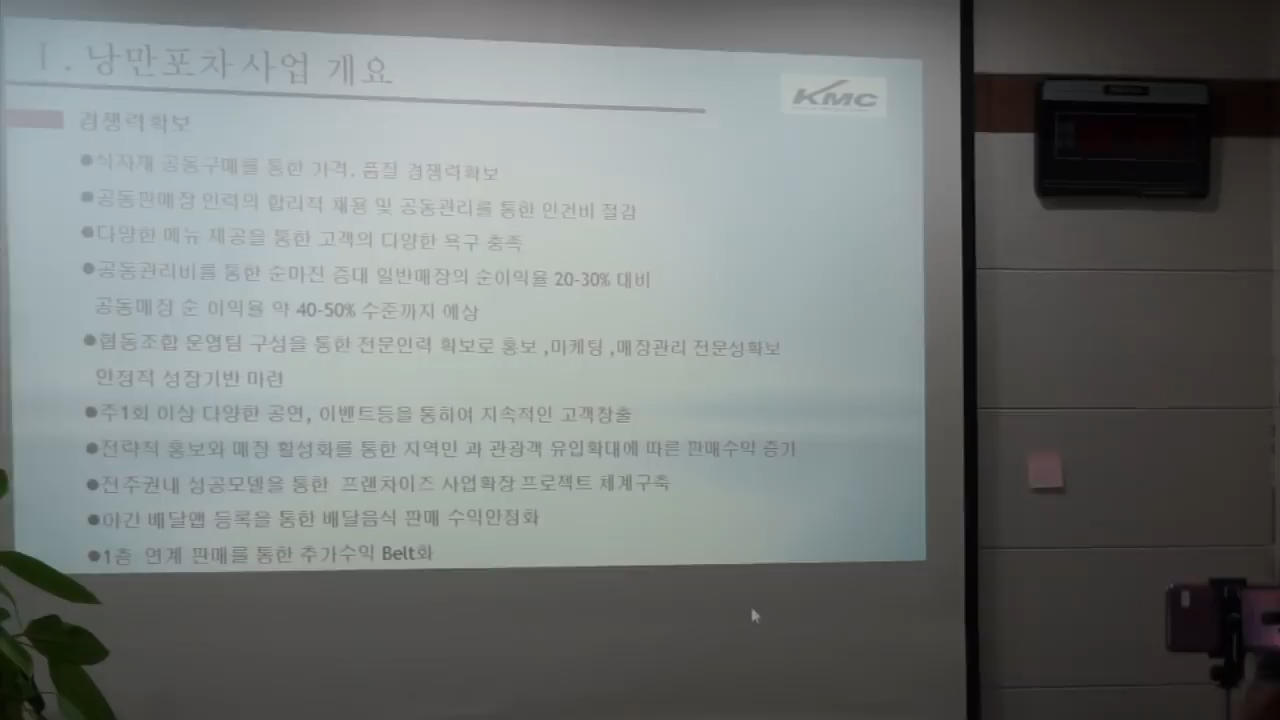 Ⅰ. 낭만포차사업 개요
KMC
경쟁력확보
●식자재 공동구매를 통한 가격, 품질 경쟁력확보
●공동판매장 인력의 합리적 채용 및 공동관리를 통한 인건비 절감
●다양한 메뉴 제공을 통한 고객의 다양한 욕구 충족
●공동관리비를 통한 순마진 증대 일반매장의 순이익율 20-30% 대비
공동매장 순 이익율 약 40-50% 수준까지 예상
●협동조합 운영팀 구성을 통한 전문인력 확보로 홍보 ,마케팅 ,매장관리 전문성확보
안정적 성장기반 마련
●주1회 이상 다양한 공연, 이벤트등을 통하여 지속적인 고객창출
●전략적 홍보와 매장 활성화를 통한 지역민 과 관광객 유입확대에 따른 판매수익 증가
●전주권내 성공모델을 통한 프랜차이즈 사업확장 프로젝트 체계구축
●야간 배달앱 등록을 통한 배달음식 판매 수익안정화
●1층 연계 판매를 통한 추가수익 Belt화